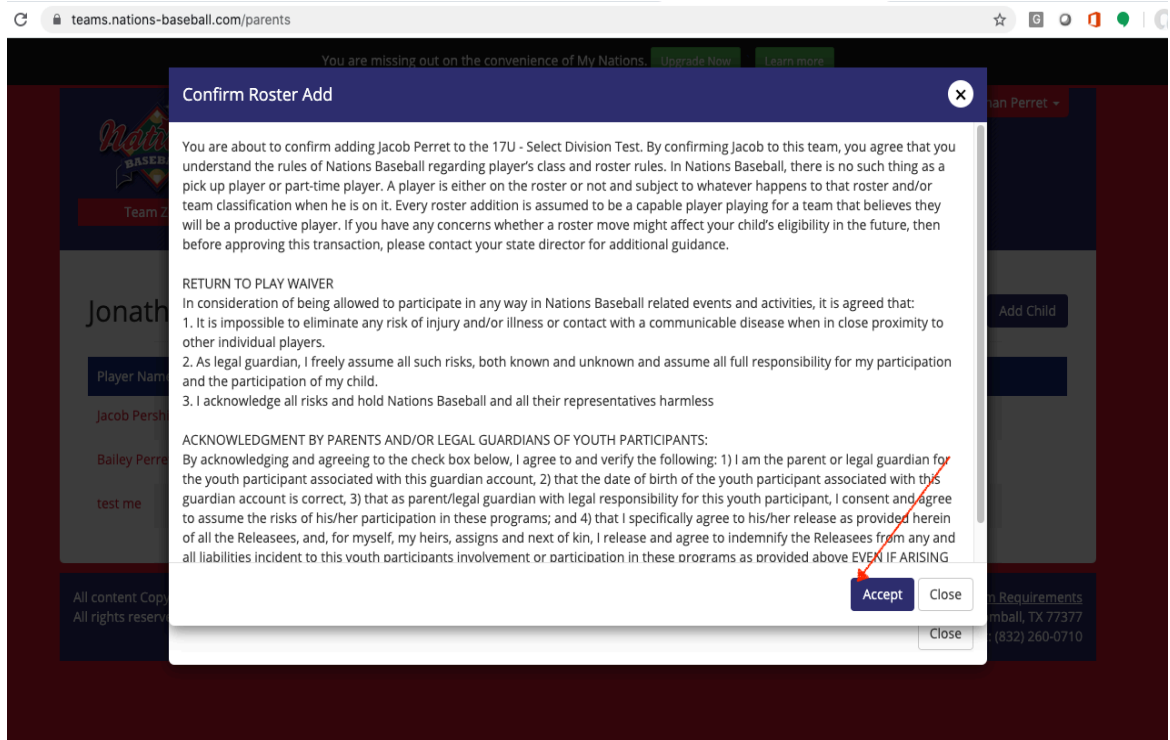 teams.nations-baseball.com/parents
G
You are missing out on the convenience of My Nations. Upgrade Now Learn more
Confirm Roster Add
man Perret
BASEB
Team Z
You are about to confirm adding Jacob Perret to the 17U - Select Division Test. By confirming Jacob to this team, you agree that you
understand the rules of Nations Baseball regarding player's class and roster rules. In Nations Baseball, there is no such thing as a
pick up player or part-time player. A player is either on the roster or not and subject to whatever happens to that roster and/or
team classification when he is on it. Every roster addition is assumed to be a capable player playing for a team that believes they
will be a productive player. If you have any concerns whether a roster move might affect your child's eligibility in the future, then
before approving this transaction, please contact your state director for additional guidance.
RETURN TO PLAY WAIVER
In consideration of being allowed to participate in any way in Nations Baseball related events and activities, it is agreed that:
1. It is impossible to eliminate any risk of injury and/or illness or contact with a communicable disease when in close proximity to
other individual players.
2. As legal guardian, I freely assume all such risks, both known and unknown and assume all full responsibility for my participation
and the participation of my child.
3. I acknowledge all risks and hold Nations Baseball and all their representatives harmless
Jonath
Add Child
Player Name
Jacob Pershi
Bailey Perre
test me
ACKNOWLEDGMENT BY PARENTS AND/OR LEGAL GUARDIANS OF YOUTH PARTICIPANTS:
By acknowledging and agreeing to the check box below, I agree to and verify the following: 1) I am the parent or legal guardian for
the youth participant associated with this guardian account, 2) that the date of birth of the youth participant associated with this
guardian account is correct, 3) that as parent/legal guardian with legal responsibility for this youth participant, I consent and agree
to assume the risks of his/her participation in these programs; and 4) that I specifically agree to his/her release as provided herein
of all the Releasees, and, for myself, my heirs, assigns and next of kin, I release and agree to indemnify the Releasees from any and
all liabilities incident to this youth participants involvement or participation in these programs as provided above EVEN IF ARISING
Accept Close
Close
All content Copy
All rights reserv
m Requirements
mball, TX 77377
: (832) 260-0710